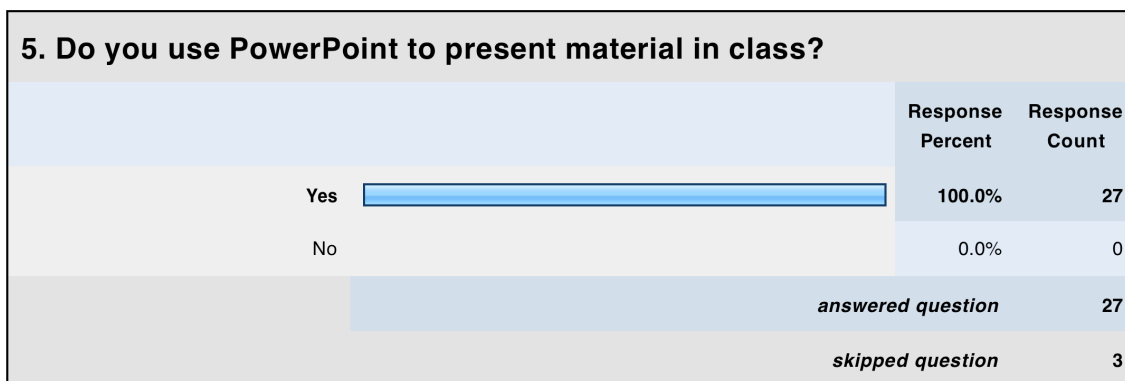 5. Do you use PowerPoint to present material in class?
Response Percent
Response Count
Yes 100.0% 27
No 0.0% 0
answered question 27
skipped question 3